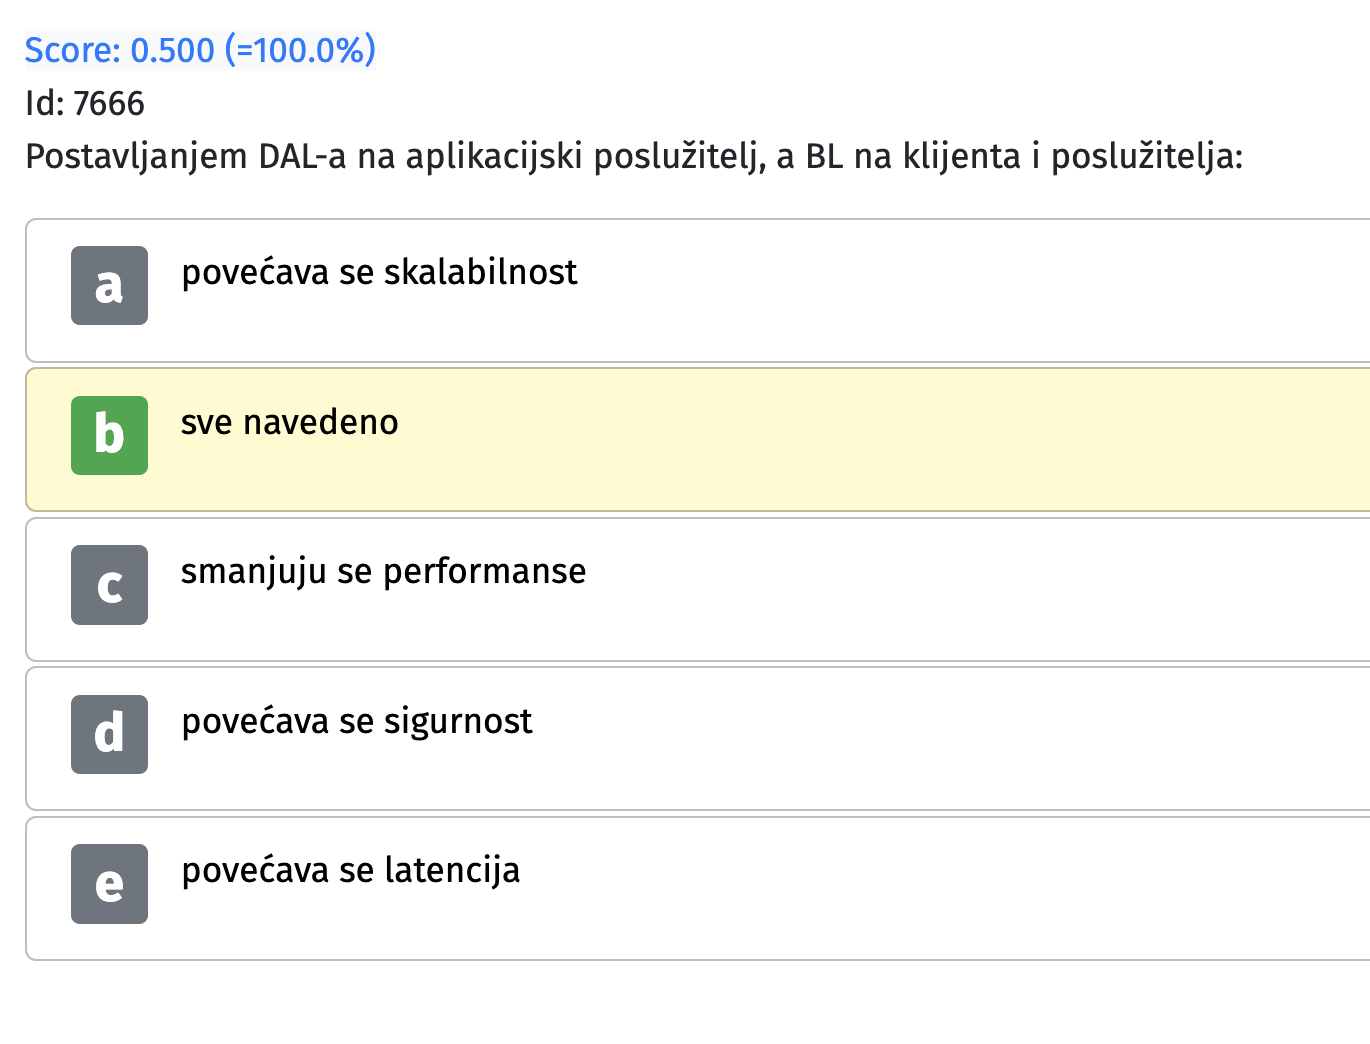 Score: 0.500 (=100.0%)
Id: 7666
Postavljanjem DAL-a na aplikacijski poslužitelj, a BL na klijenta i poslužitelja:
a povećava se skalabilnost
b sve navedeno
c smanjuju se performanse
d povećava se sigurnost
e povećava se latencija